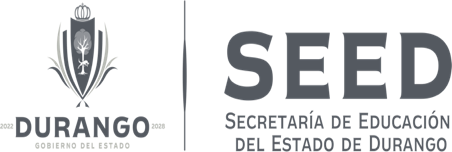 2022 DURANGO 2028
GOBIERNO DEL ESTADO
SEED
SECRETARÍA DE EDUCACIÓN
DEL ESTADO DE DURANGO